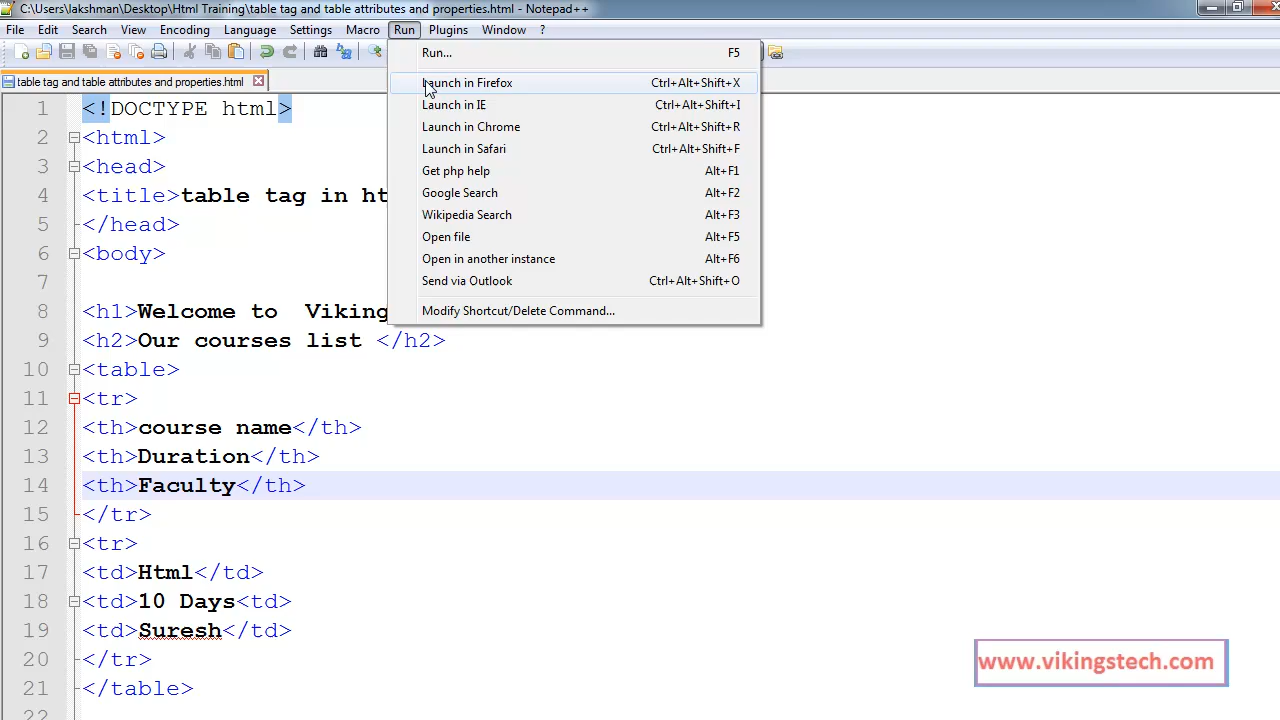 C:\Users\lakshman\Desktop\Html Training\table tag and table attributes and properties.html - Notepad++
File Edit Search View Encoding Language Settings Macro Run Plugins Window ?
Run... F5
table tag and table attributes and properties.html
Launch in Firefox Ctrl+Alt+Shift+X
Launch in IE Ctrl+Alt+Shift+I
Launch in Chrome Ctrl+Alt+Shift+R
Launch in Safari Ctrl+Alt+Shift+F
Get php help Alt+F1
Google Search Alt+F2
Wikipedia Search Alt+F3
Open file Alt+F5
Open in another instance Alt+F6
Send via Outlook Ctrl+Alt+Shift+O
Modify Shortcut/Delete Command...
1 <!DOCTYPE html>
2 <html>
3 <head>
4 <title>table tag in ht
5 </head>
6 <body>
7
8 <h1>Welcome to  Viking
9 <h2>Our courses list </h2>
10 <table>
11 <tr>
12 <th>course name</th>
13 <th>Duration</th>
14 <th>Faculty</th>
15 </tr>
16 <tr>
17 <td>Html</td>
18 <td>10 Days<td>
19 <td>Suresh</td>
20 </tr>
21 </table>
22
www.vikingstech.com